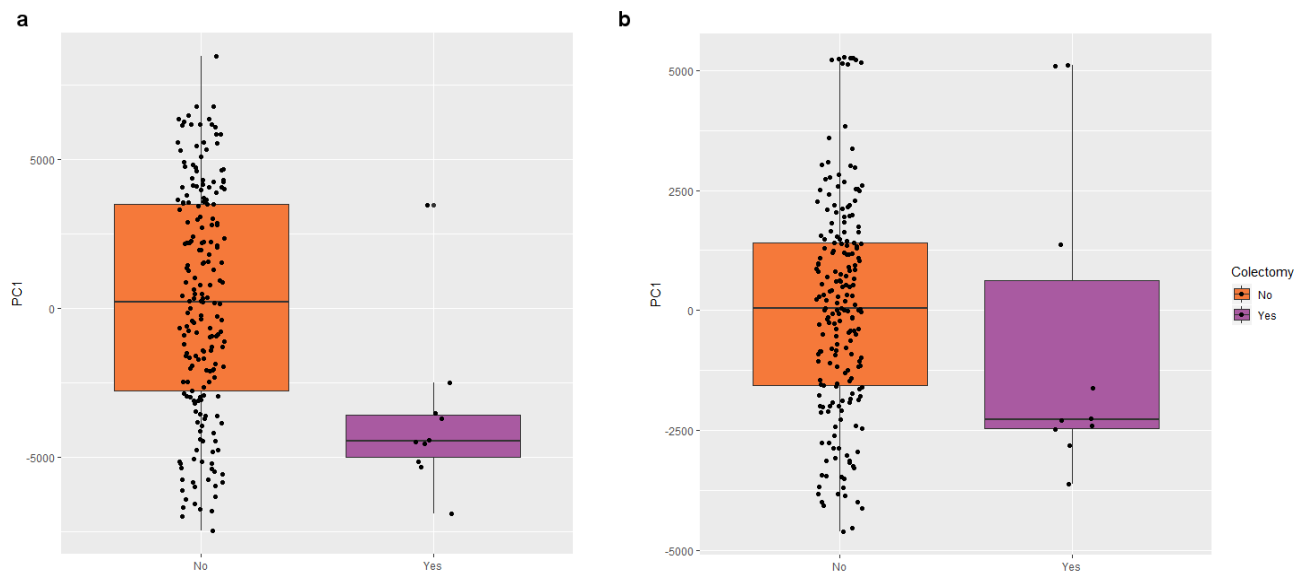 a
PC1
5000
0
-5000
No
Yes
b
PC1
5000
2500
0
-2500
-5000
No
Yes
Colectomy
No
Yes